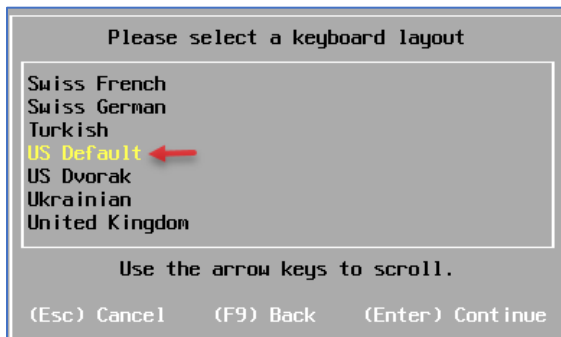 Please select a keyboard layout
Swiss French
Swiss German
Turkish
US Default
US Dvorak
Ukrainian
United Kingdom
Use the arrow keys to scroll.
(Esc) Cancel (F9) Back (Enter) Continue